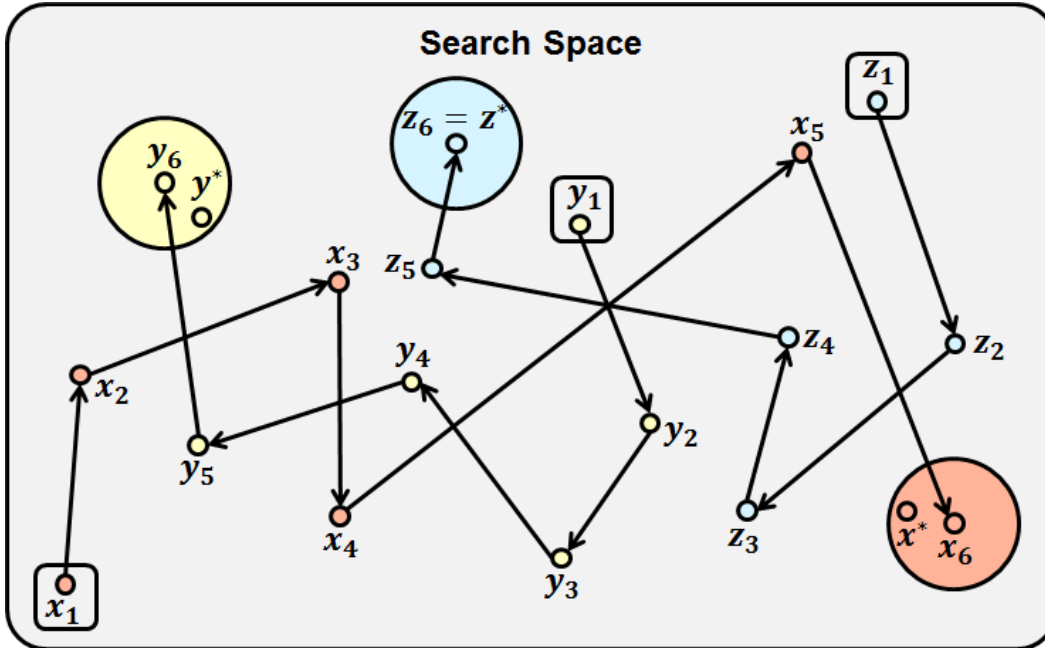 Search Space
z₁
z₆ = z*
x₅
y₆
y*
y₁
x₃
z₅
z₄
z₂
y₄
x₂
y₂
y₅
x₄
z₃
x*
x₆
y₃
x₁